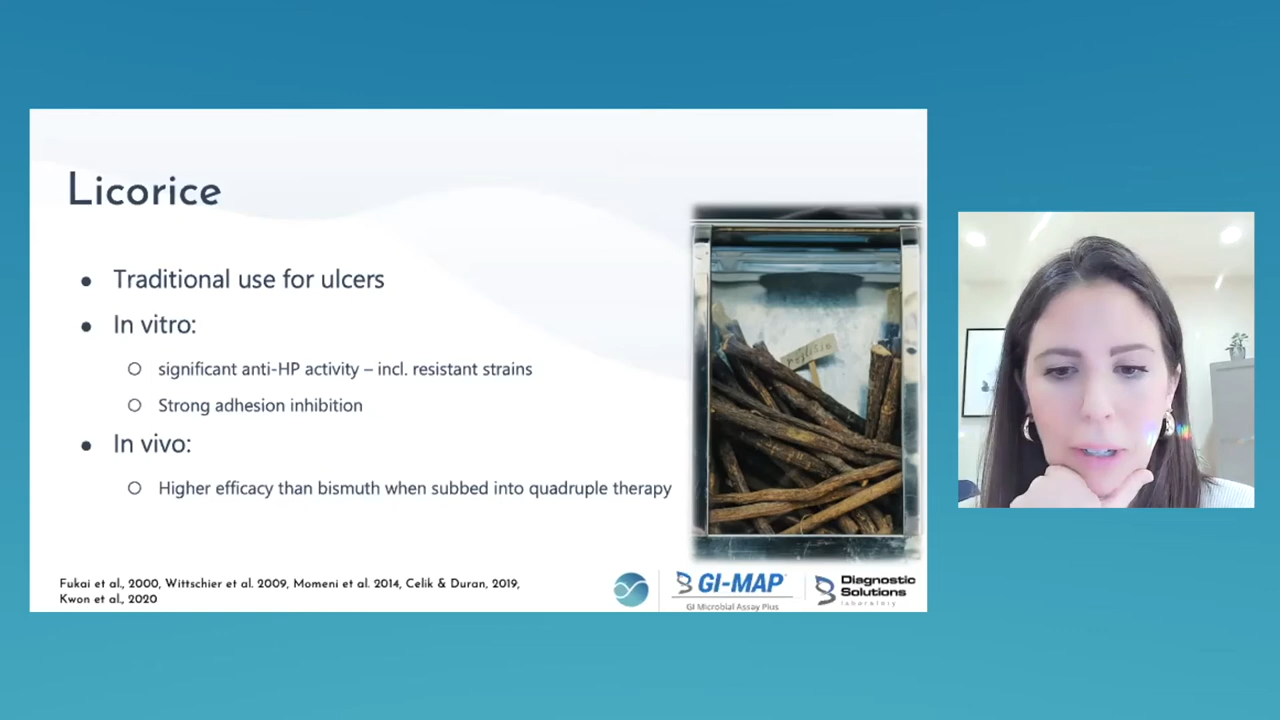 Licorice
• Traditional use for ulcers
• In vitro:
○ significant anti-HP activity – incl. resistant strains
○ Strong adhesion inhibition
• In vivo:
○ Higher efficacy than bismuth when subbed into quadruple therapy
Fukai et al., 2000, Wittschier et al. 2009, Momeni et al. 2014, Celik & Duran, 2019,
Kwon et al., 2020
GI-MAP
GI Microbial Assay Plus
Diagnostic
Solutions
laboratory